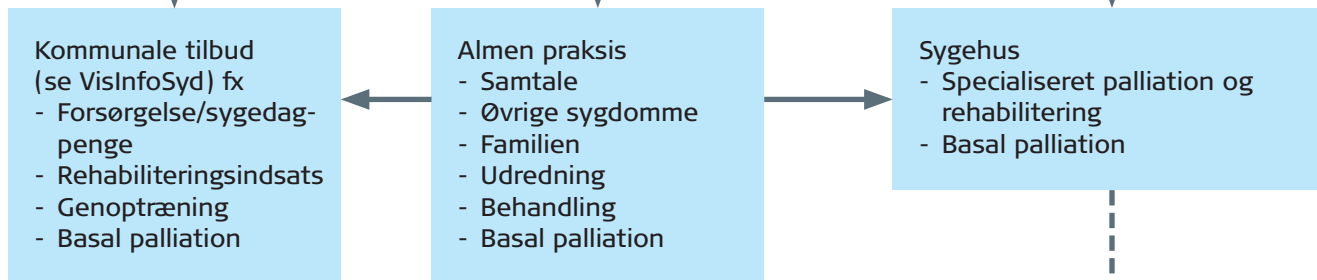 Kommunale tilbud
(se VisInfoSyd) fx
- Forsørgelse/sygedag-
penge
- Rehabiliteringsindsats
- Genoptræning
- Basal palliation
Almen praksis
- Samtale
- Øvrige sygdomme
- Familien
- Udredning
- Behandling
- Basal palliation
Sygehus
- Specialiseret palliation og
rehabilitering
- Basal palliation